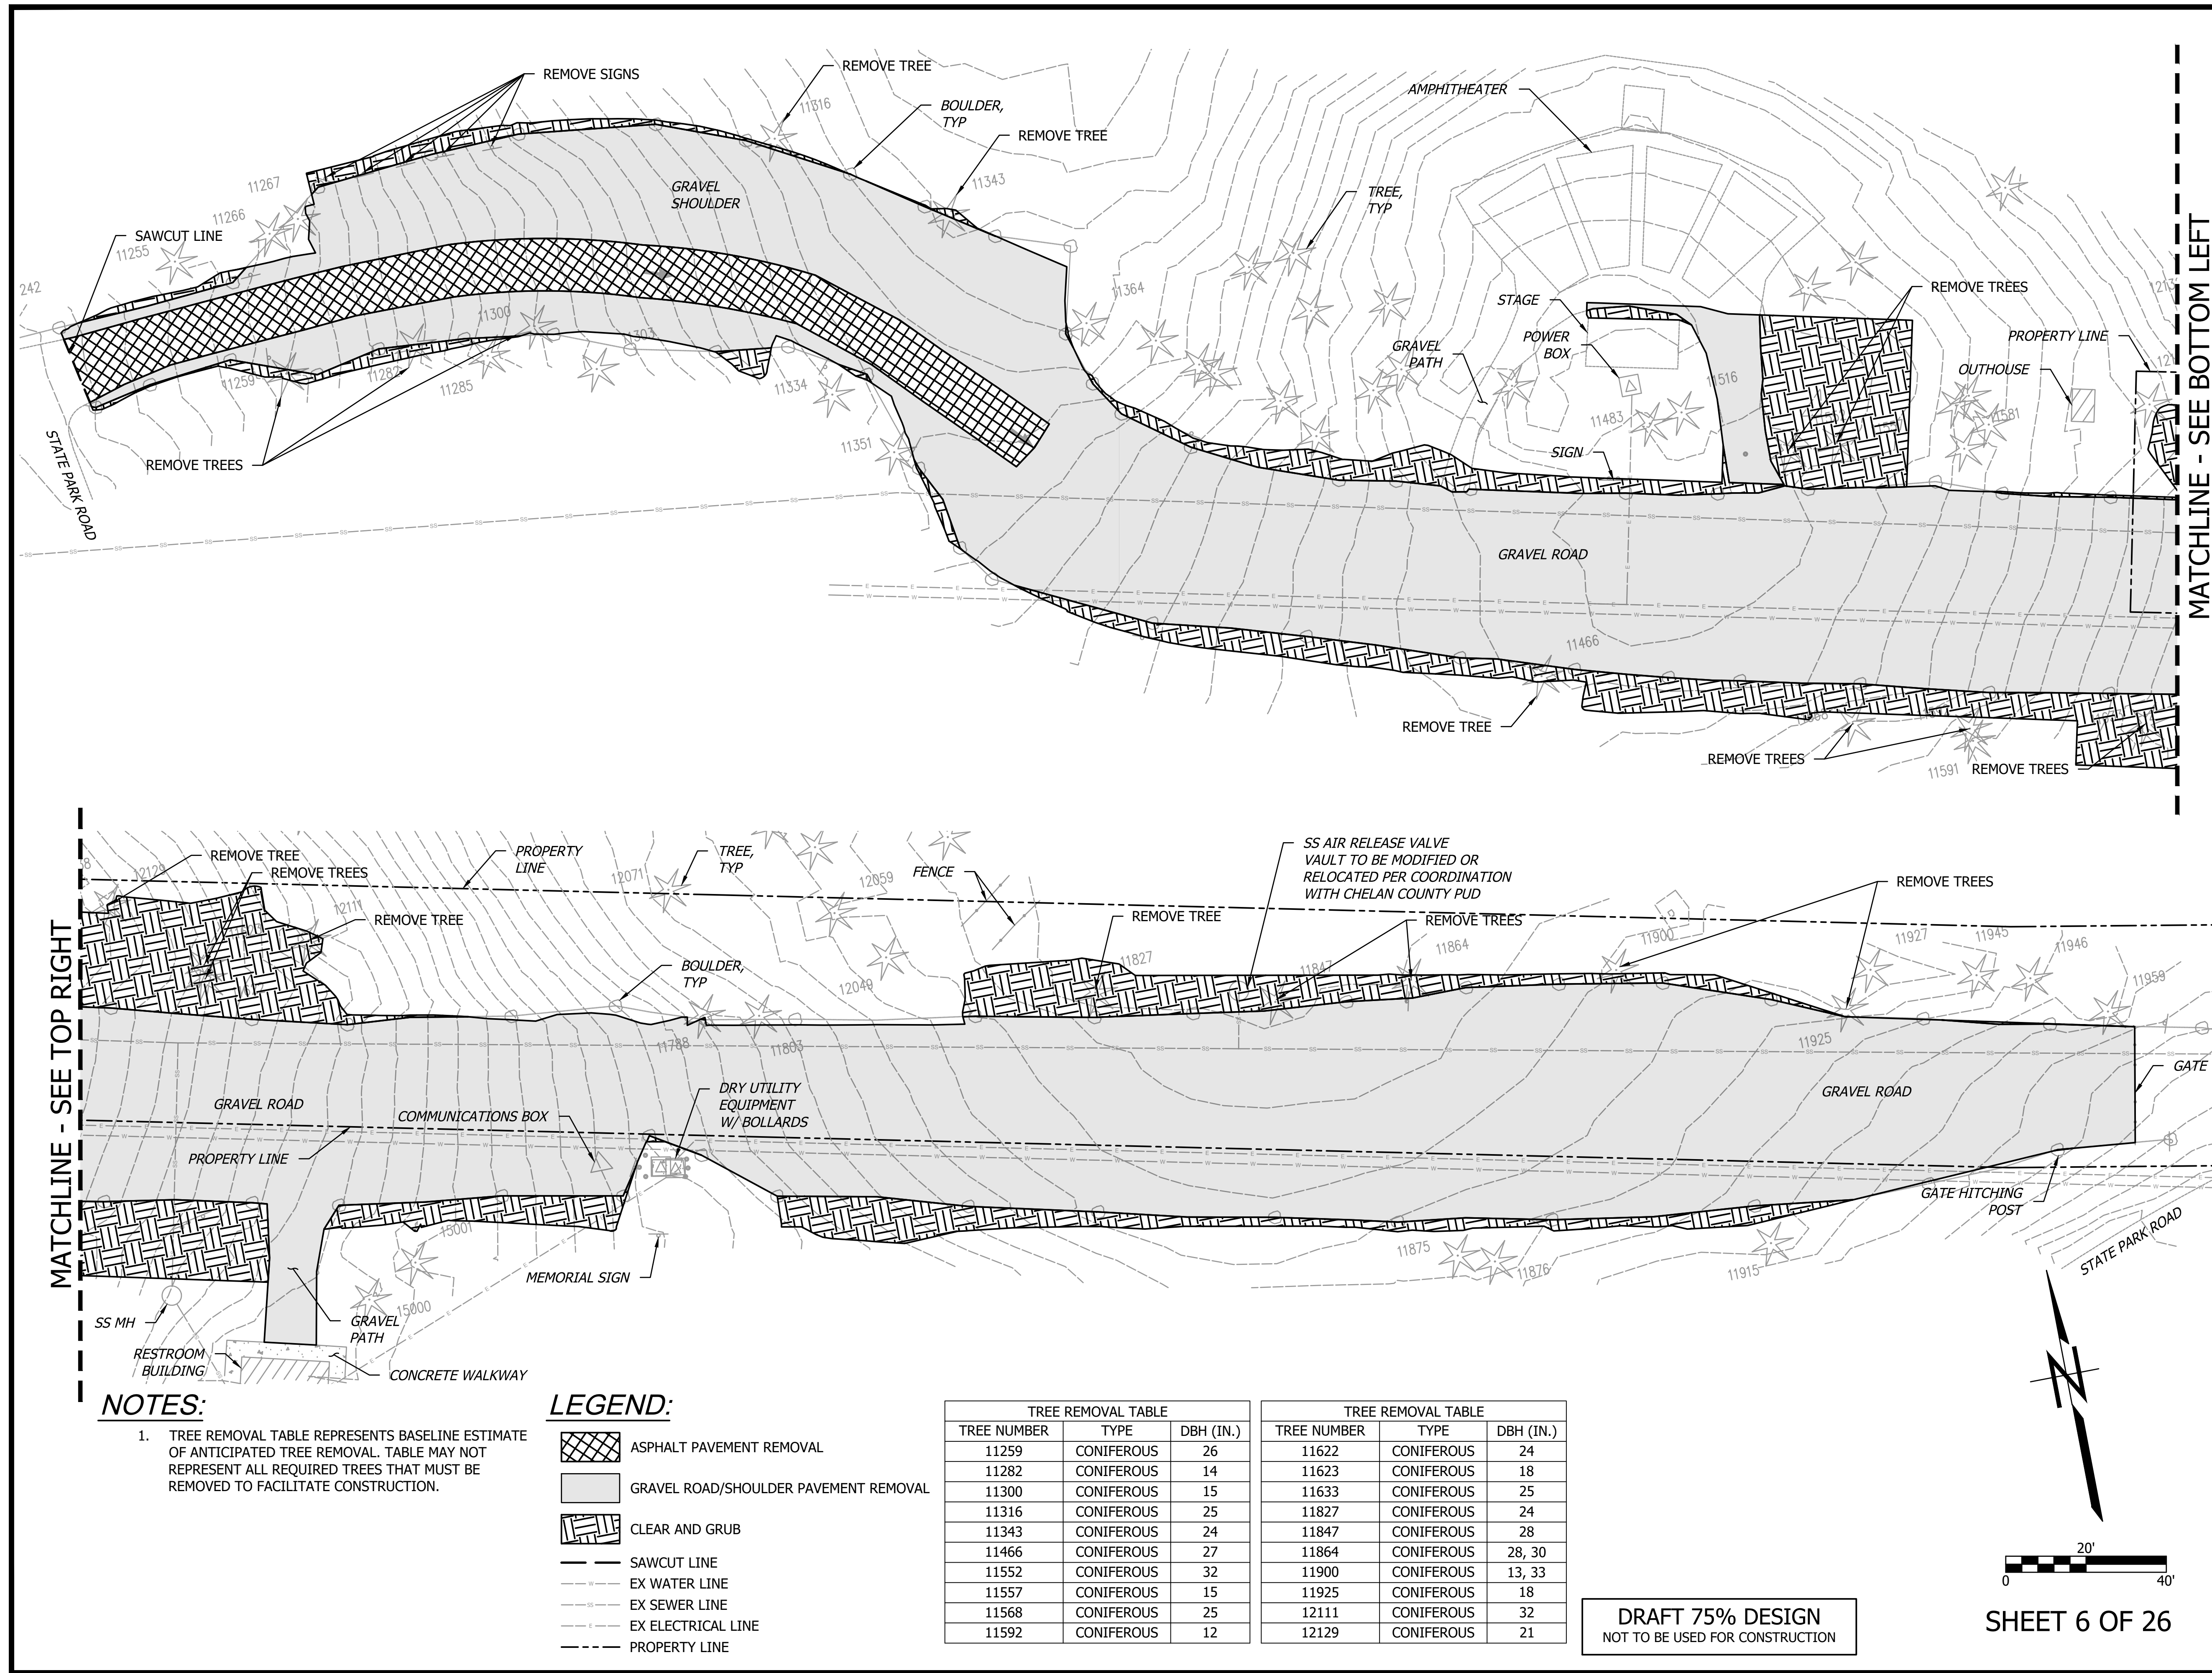 REMOVE SIGNS
REMOVE TREE
11316
BOULDER,
TYP
REMOVE TREE
11343
AMPHITHEATER
GRAVEL
SHOULDER
TREE,
TYP
11267
11266
SAWCUT LINE
11255
242
11300
11303
11364
STAGE
POWER
BOX
GRAVEL
PATH
REMOVE TREES
PROPERTY LINE
OUTHOUSE
11259
11282
11285
11334
11516
11483
11581
11351
SIGN
REMOVE TREES
STATE PARK ROAD
GRAVEL ROAD
11466
REMOVE TREE
REMOVE TREES
11591
REMOVE TREES
MATCHLINE - SEE BOTTOM LEFT
MATCHLINE - SEE TOP RIGHT
REMOVE TREE
12129
REMOVE TREES
12111
REMOVE TREE
PROPERTY
LINE
12071
TREE,
TYP
12059
FENCE
SS AIR RELEASE VALVE
VAULT TO BE MODIFIED OR
RELOCATED PER COORDINATION
WITH CHELAN COUNTY PUD
REMOVE TREE
REMOVE TREES
REMOVE TREES
BOULDER,
TYP
12049
11827
11847
11864
11900
11927
11945
11946
11959
11788
11803
11925
GATE
GRAVEL ROAD
COMMUNICATIONS BOX
DRY UTILITY
EQUIPMENT
W/ BOLLARDS
GRAVEL ROAD
PROPERTY LINE
GATE HITCHING
POST
STATE PARK ROAD
15001
MEMORIAL SIGN
11875
11876
11915
15000
SS MH
GRAVEL
PATH
RESTROOM
BUILDING
CONCRETE WALKWAY
NOTES:
1. TREE REMOVAL TABLE REPRESENTS BASELINE ESTIMATE
OF ANTICIPATED TREE REMOVAL. TABLE MAY NOT
REPRESENT ALL REQUIRED TREES THAT MUST BE
REMOVED TO FACILITATE CONSTRUCTION.
LEGEND:
ASPHALT PAVEMENT REMOVAL
GRAVEL ROAD/SHOULDER PAVEMENT REMOVAL
CLEAR AND GRUB
SAWCUT LINE
EX WATER LINE
EX SEWER LINE
EX ELECTRICAL LINE
PROPERTY LINE
TREE REMOVAL TABLE
TREE NUMBER TYPE DBH (IN.)
11259 CONIFEROUS 26
11282 CONIFEROUS 14
11300 CONIFEROUS 15
11316 CONIFEROUS 25
11343 CONIFEROUS 24
11466 CONIFEROUS 27
11552 CONIFEROUS 32
11557 CONIFEROUS 15
11568 CONIFEROUS 25
11592 CONIFEROUS 12
TREE REMOVAL TABLE
TREE NUMBER TYPE DBH (IN.)
11622 CONIFEROUS 24
11623 CONIFEROUS 18
11633 CONIFEROUS 25
11827 CONIFEROUS 24
11847 CONIFEROUS 28
11864 CONIFEROUS 28, 30
11900 CONIFEROUS 13, 33
11925 CONIFEROUS 18
12111 CONIFEROUS 32
12129 CONIFEROUS 21
DRAFT 75% DESIGN
NOT TO BE USED FOR CONSTRUCTION
N
20'
0 40'
SHEET 6 OF 26